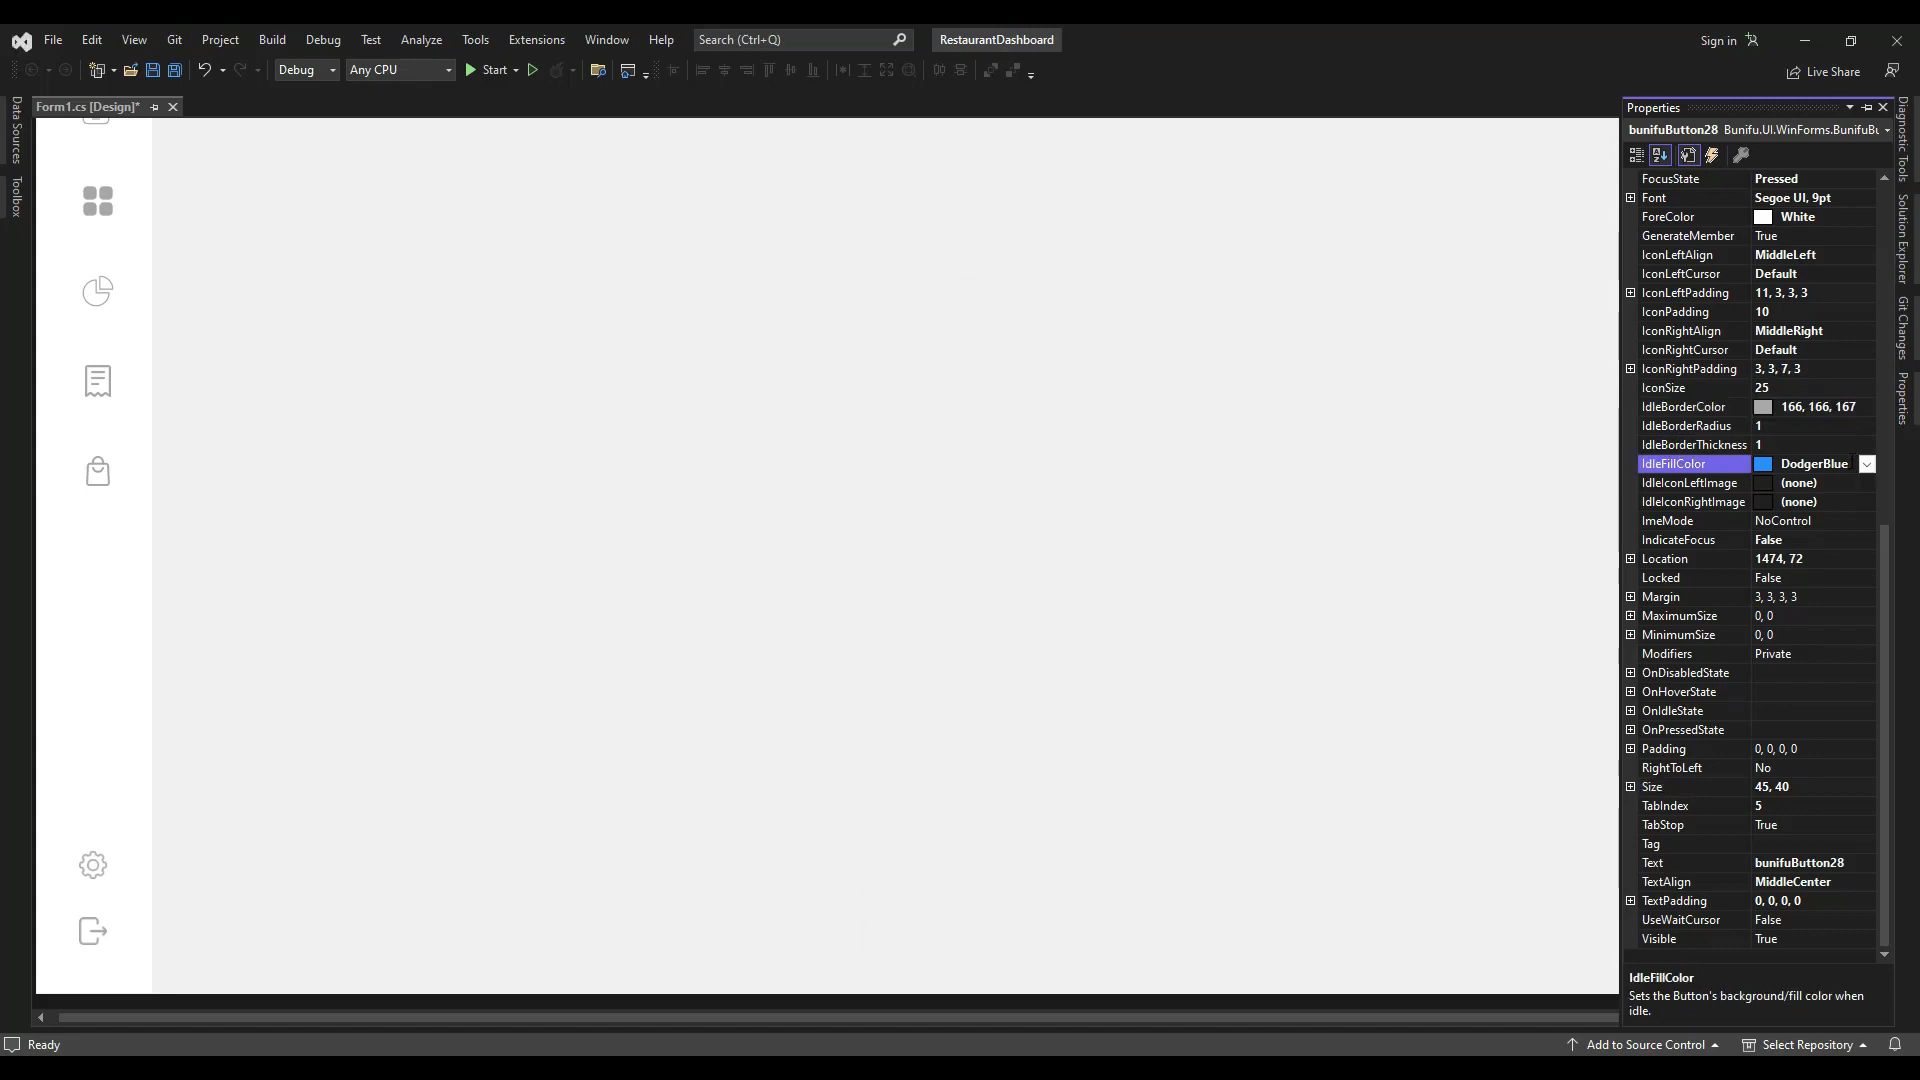 File Edit View Git Project Build Debug Test Analyze Tools Extensions Window Help Search (Ctrl+Q) RestaurantDashboard Sign in
Debug Any CPU Start Live Share
Data Sources
Toolbox
Form1.cs [Design]*
Properties
bunifuButton28 Bunifu.UI.WinForms.BunifuBu
FocusState Pressed
Font Segoe UI, 9pt
ForeColor White
GenerateMember True
IconLeftAlign MiddleLeft
IconLeftCursor Default
IconLeftPadding 11, 3, 3, 3
IconPadding 10
IconRightAlign MiddleRight
IconRightCursor Default
IconRightPadding 3, 3, 7, 3
IconSize 25
IdleBorderColor 166, 166, 167
IdleBorderRadius 1
IdleBorderThickness 1
IdleFillColor DodgerBlue
IdleIconLeftImage (none)
IdleIconRightImage (none)
ImeMode NoControl
IndicateFocus False
Location 1474, 72
Locked False
Margin 3, 3, 3, 3
MaximumSize 0, 0
MinimumSize 0, 0
Modifiers Private
OnDisabledState
OnHoverState
OnIdleState
OnPressedState
Padding 0, 0, 0, 0
RightToLeft No
Size 45, 40
TabIndex 5
TabStop True
Tag
Text bunifuButton28
TextAlign MiddleCenter
TextPadding 0, 0, 0, 0
UseWaitCursor False
Visible True
IdleFillColor
Sets the Button's background/fill color when
idle.
Diagnostic Tools
Solution Explorer
Git Changes
Properties
Ready Add to Source Control Select Repository